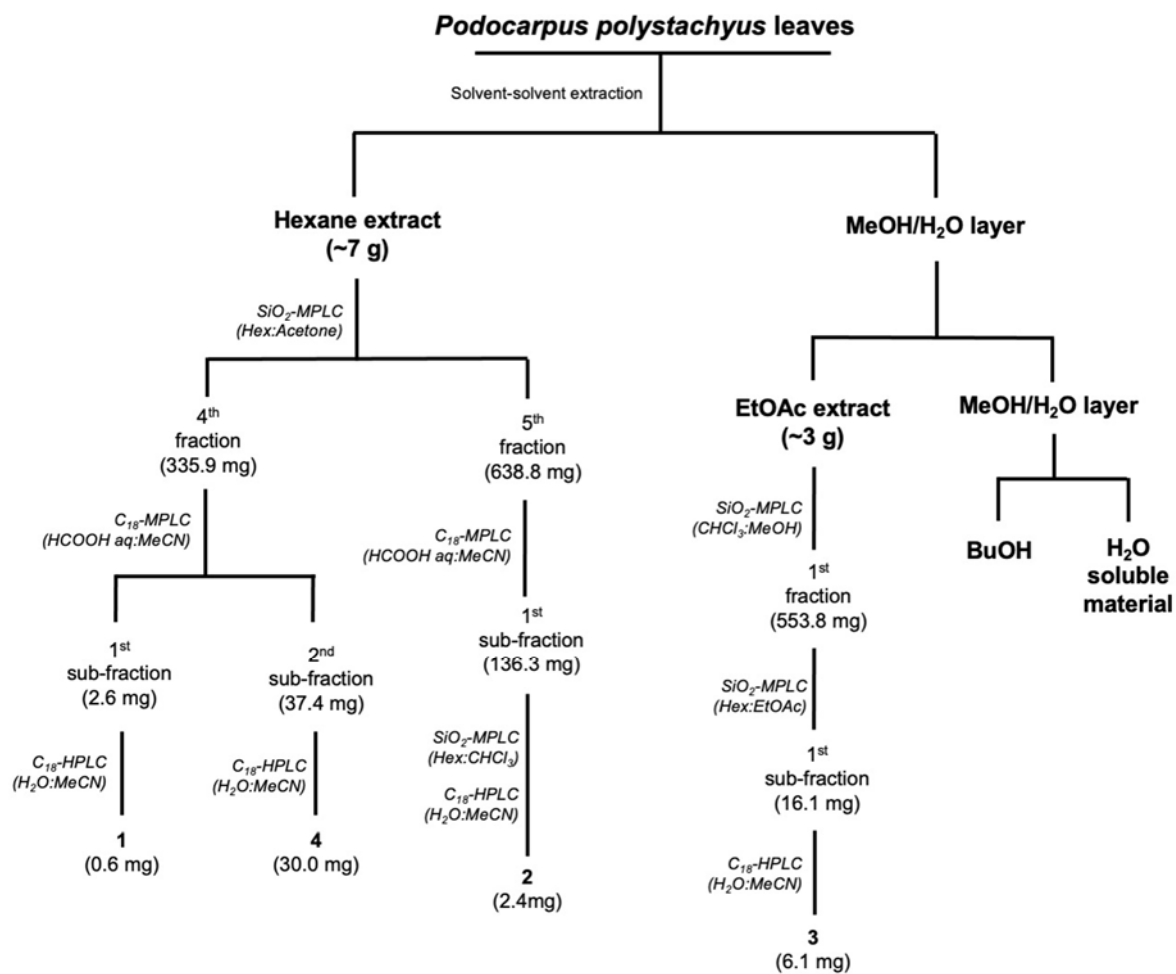 Podocarpus polystachyus leaves
Solvent-solvent extraction
Hexane extract
(~7 g)
MeOH/H₂O layer
SiO₂-MPLC
(Hex:Acetone)
4th
fraction
(335.9 mg)
5th
fraction
(638.8 mg)
EtOAc extract
(~3 g)
MeOH/H₂O layer
C₁₈-MPLC
(HCOOH aq:MeCN)
C₁₈-MPLC
(HCOOH aq:MeCN)
SiO₂-MPLC
(CHCl₃:MeOH)
BuOH
H₂O
soluble
material
1st
sub-fraction
(2.6 mg)
2nd
sub-fraction
(37.4 mg)
1st
sub-fraction
(136.3 mg)
1st
fraction
(553.8 mg)
C₁₈-HPLC
(H₂O:MeCN)
C₁₈-HPLC
(H₂O:MeCN)
SiO₂-MPLC
(Hex:CHCl₃)
C₁₈-HPLC
(H₂O:MeCN)
SiO₂-MPLC
(Hex:EtOAc)
1st
sub-fraction
(16.1 mg)
1
(0.6 mg)
4
(30.0 mg)
2
(2.4mg)
C₁₈-HPLC
(H₂O:MeCN)
3
(6.1 mg)